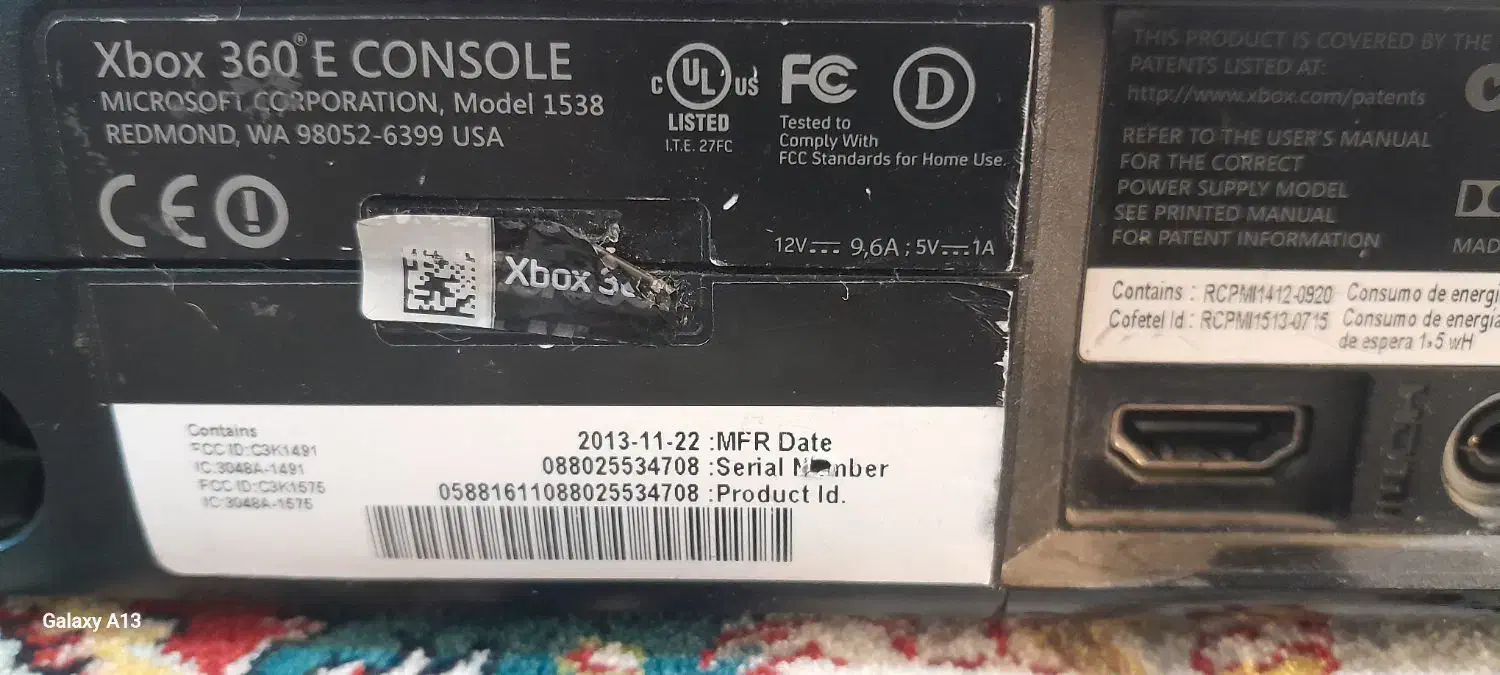 Xbox 360® E CONSOLE
MICROSOFT CORPORATION, Model 1538
REDMOND, WA 98052-6399 USA
C UL US
LISTED
I.T.E. 27FC
FC
Tested to
Comply With
FCC Standards for Home Use.
D
CE
Xbox 36
12V⎓ 9,6A ; 5V⎓1A
Contains
FCC ID:C3K1491
IC:3048A-1491
FCC ID:C3K1575
IC:3048A-1575
2013-11-22 :MFR Date
088025534708 :Serial Number
05881611088025534708 :Product Id.
THIS PRODUCT IS COVERED BY THE
PATENTS LISTED AT:
http://www.xbox.com/patents
REFER TO THE USER'S MANUAL
FOR THE CORRECT
POWER SUPPLY MODEL
SEE PRINTED MANUAL
FOR PATENT INFORMATION
MAD
Contains : RCPMI1412-0920 Consumo de energí
Cofetel Id : RCPMI1513-0715 Consumo de energía
de espera 1.5 wH
HDMI
Galaxy A13